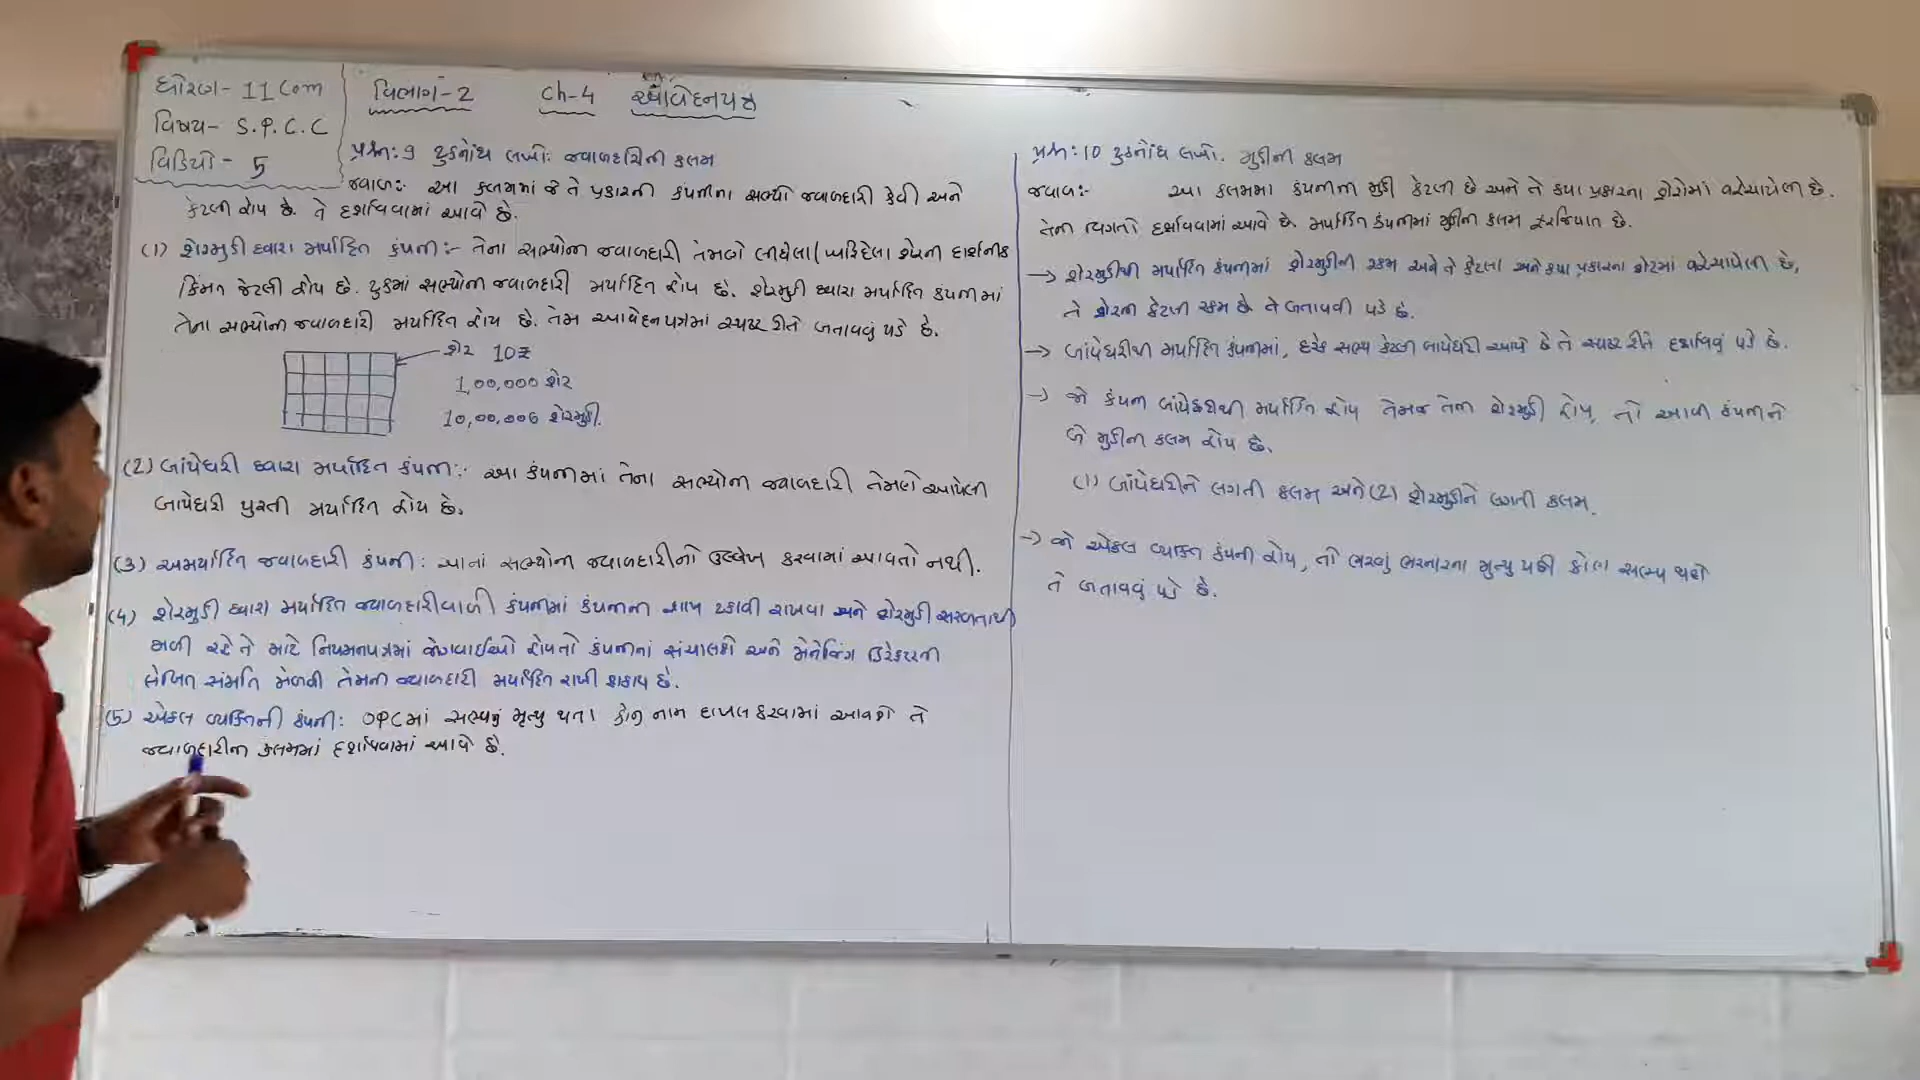 ધોરણ- 11 Com
વિષય- S.P.C.C
વિડિયો- 5
વિભાગ-2 Ch-4 આવેદનપત્ર
પ્રશ્ન: 9 ટુંકનોંધ લખો: જવાબદારીની કલમ
જવાબ:- આ કલમમાં જે તે પ્રકારની કંપનીના સભ્યો જવાબદારી કેવી અને
કેટલી હોય છે. તે દર્શાવવામાં આવે છે.
(1) શેરમુડી દ્વારા મર્યાદિત કંપની:- તેના સભ્યોની જવાબદારી તેમણે લીધેલા/ખરિદેલા શેરની દાર્શનીક
કિંમત જેટલી હોય છે. ટુકમાં સભ્યોની જવાબદારી મર્યાદિત હોય છે. શેરમુડી દ્વારા મર્યાદિત કંપનીમાં
તેના સભ્યોની જવાબદારી મર્યાદિત હોય છે. તેમ આવેદનપત્રમાં સ્પષ્ટ રીતે બતાવવું પડે છે.
શેર 10₹
1,00,000 શેર
10,00,000 શેરમુડી.
(2) બાંયેધરી દ્વારા મર્યાદિત કંપની:- આ કંપનીમાં તેના સભ્યોની જવાબદારી તેમણે આપેલી
બાંયેધરી પુરતી મર્યાદિત હોય છે.
(3) અમર્યાદિત જવાબદારી કંપની: આનાં સભ્યોની જવાબદારીનો ઉલ્લેખ કરવામાં આવતો નથી.
(4) શેરમુડી દ્વારા મર્યાદિત જવાબદારીવાળી કંપનીમાં કંપનીની શાખ ટકાવી રાખવા અને શેરમુડી સરળતાથી
મળી રહે તે માટે નિયમનપત્રમાં જોગવાઈઓ હોયતો કંપનીનાં સંચાલકો અને મેનેજિંગ ડિરેક્ટરની
લેખિત સંમતિ મેળવી તેમની જવાબદારી મર્યાદિત રાખી શકાય છે.
(5) એકલ વ્યક્તિની કંપની: OPC માં સભ્યનું મૃત્યુ થતા કોનુ નામ દાખલ કરવામાં આવશે તે
જવાબદારીની કલમમાં દર્શાવવામાં આવે છે.
પ્રશ્ન: 10 ટુકનોંધ લખો. મુડીની કલમ
જવાબ:- આ કલમમાં કંપનીની મુડી કેટલી છે અને તે કયા પ્રકારના શેરોમાં વહેચાયેલી છે.
તેની વિગતો દર્શાવવામાં આવે છે. મર્યાદિત કંપનીમાં મુડીની કલમ ફરજિયાત છે.
→ શેરમુડીથી મર્યાદિત કંપનીમાં શેરમુડીની રકમ અને તે કેટલા અને કયા પ્રકારના શેરમાં વહેચાયેલી છે,
તે શેરની કેટલી રકમ છે તે બતાવવી પડે છે.
→ બાંયેધરીથી મર્યાદિત કંપનીમાં, દરેક સભ્ય કેટલી બાંયેધરી આપે છે તે સ્પષ્ટ રીતે દર્શાવવું પડે છે.
→ જો કંપની બાંયેધરીથી મર્યાદિત હોય તેમજ તેની શેરમુડી હોય, તો આવી કંપનીને
બે મુડીની કલમ હોય છે.
(1) બાંયેધરીને લગતી કલમ અને (2) શેરમુડીને લગતી કલમ.
→ જો એકલ વ્યક્તિ કંપની હોય, તો ભરણું ભરનારના મૃત્યુ પછી કોણ સભ્ય થશે
તે બતાવવું પડે છે.